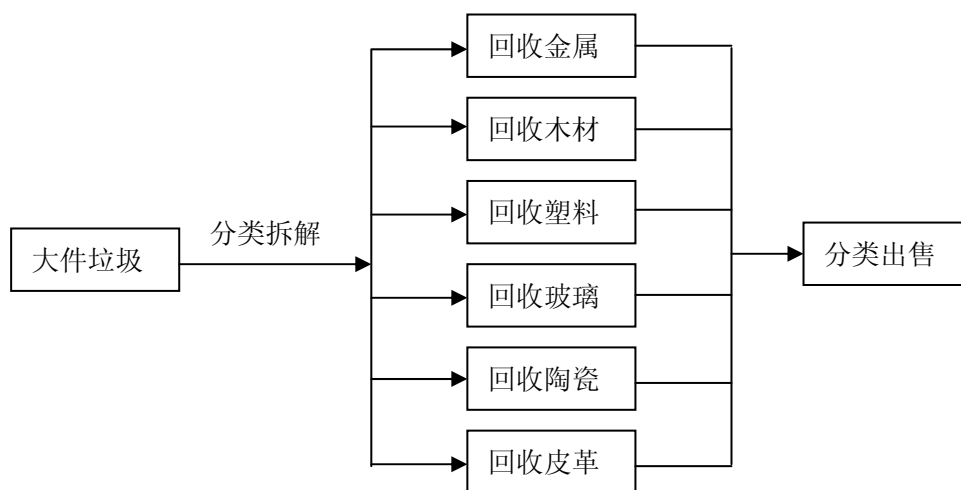 大件垃圾
分类拆解
回收金属
回收木材
回收塑料
回收玻璃
回收陶瓷
回收皮革
分类出售